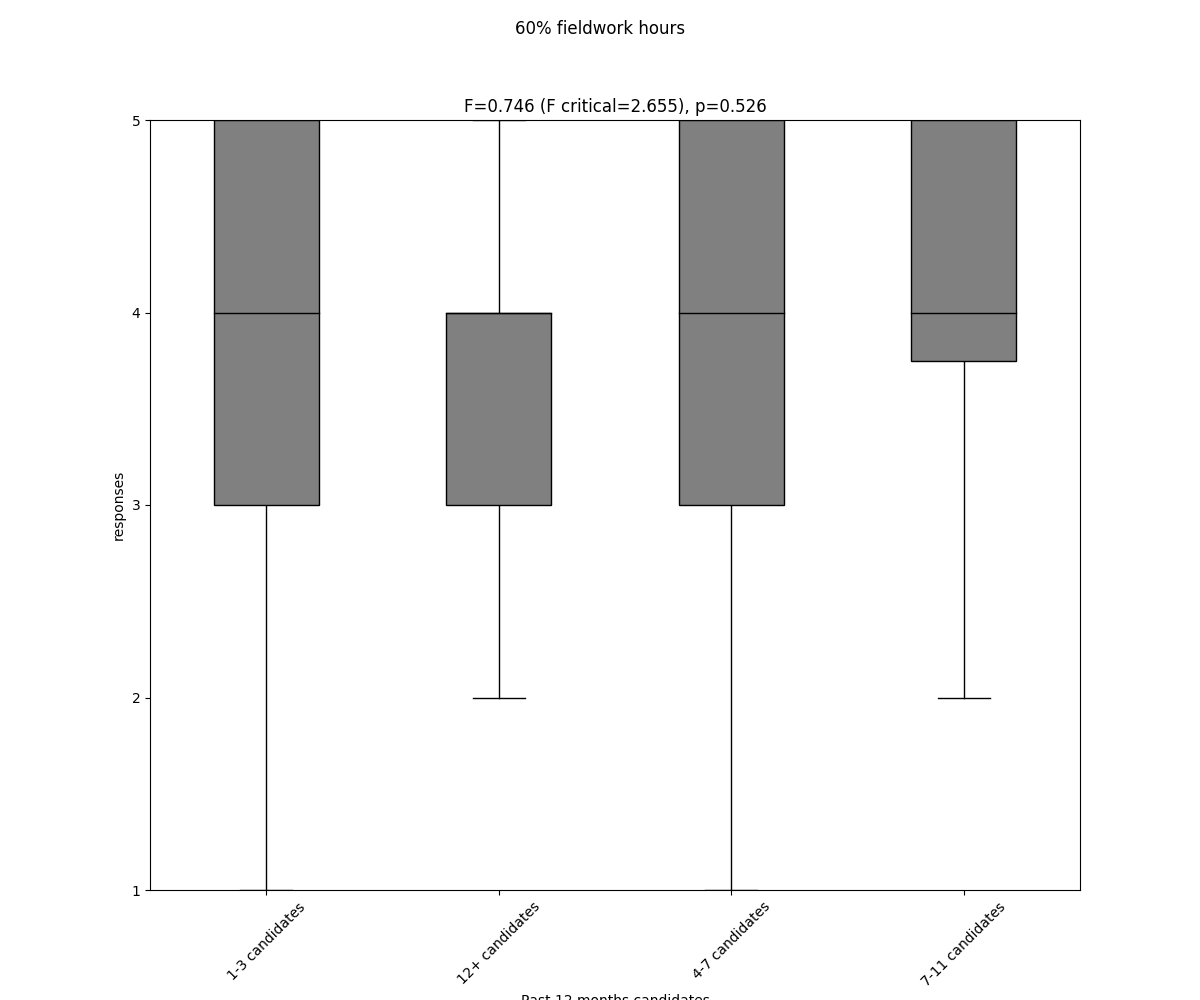 60% fieldwork hours
F=0.746 (F critical=2.655), p=0.526
5
4
3
2
1
responses
1-3 candidates
12+ candidates
4-7 candidates
7-11 candidates
Past 12 months candidates